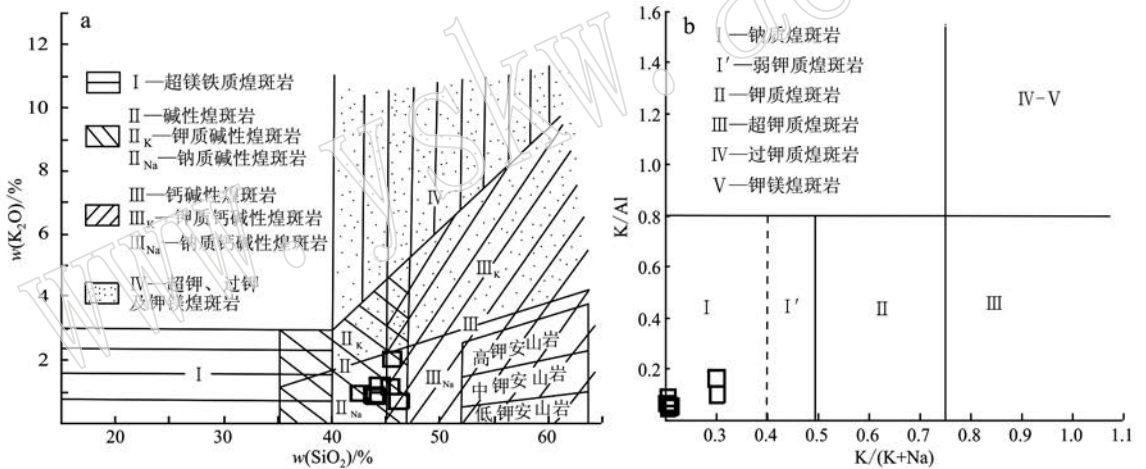 a
12
10
8
6
4
2
w(K₂O)/%
Ⅰ—超镁铁质煌斑岩
Ⅱ—碱性煌斑岩
Ⅱ_K—钾质碱性煌斑岩
Ⅱ_Na—钠质碱性煌斑岩
Ⅲ—钙碱性煌斑岩
Ⅲ_K—钾质钙碱性煌斑岩
Ⅲ_Na—钠质钙碱性煌斑岩
Ⅳ—超钾、过钾
及钾镁煌斑岩
Ⅳ
Ⅲ_K
Ⅲ
Ⅱ_K
Ⅱ
Ⅰ
Ⅱ_Na
Ⅲ_Na
高钾安山岩
中钾安山岩
低钾安山岩
20 30 40 50 60
w(SiO₂)/%
b
1.6
1.4
1.2
1.0
0.8
0.6
0.4
0.2
K/Al
Ⅰ—钠质煌斑岩
Ⅰ′—弱钾质煌斑岩
Ⅱ—钾质煌斑岩
Ⅲ—超钾质煌斑岩
Ⅳ—过钾质煌斑岩
Ⅴ—钾镁煌斑岩
Ⅳ-Ⅴ
Ⅰ Ⅰ′ Ⅱ Ⅲ
0.3 0.4 0.5 0.6 0.7 0.8 0.9 1.0 1.1
K/(K+Na)